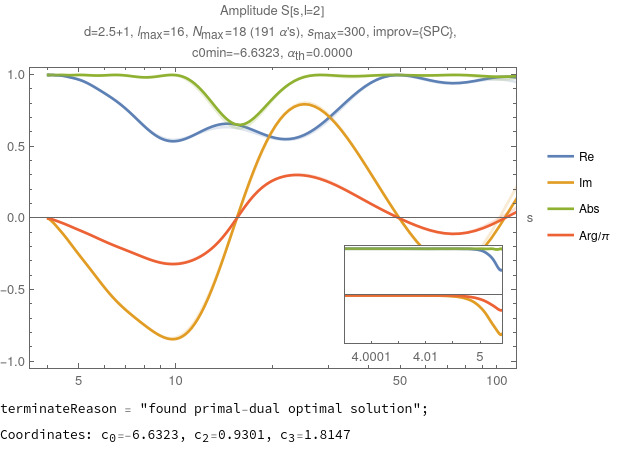 Amplitude S[s,l=2]
d=2.5+1, lmax=16, Nmax=18 (191 α's), smax=300, improv={SPC},
c0min=-6.6323, αth=0.0000
1.0
0.5
0.0
-0.5
-1.0
5
10
50
100
s
Re
Im
Abs
Arg/π
4.0001
4.01
5
terminateReason = "found primal-dual optimal solution";
Coordinates: c0=-6.6323, c2=0.9301, c3=1.8147